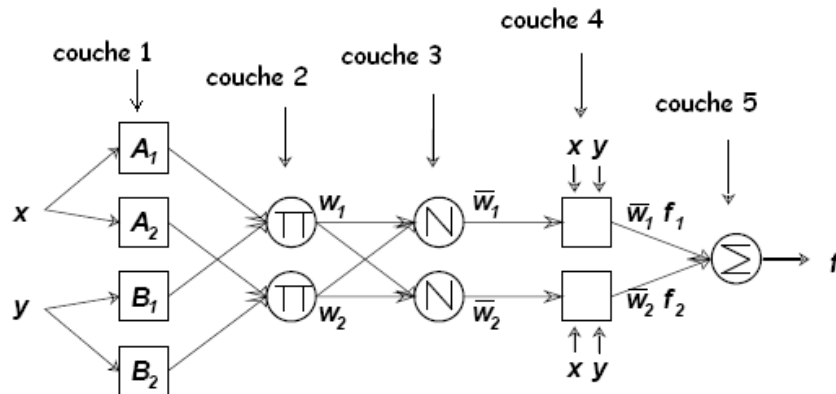 couche 1
couche 2
couche 3
couche 4
couche 5
x y
A₁
A₂
B₁
B₂
x
y
∏
∏
w₁
w₂
N
N
w̅₁
w̅₂
w̅₁ f₁
w̅₂ f₂
x y
∑
f